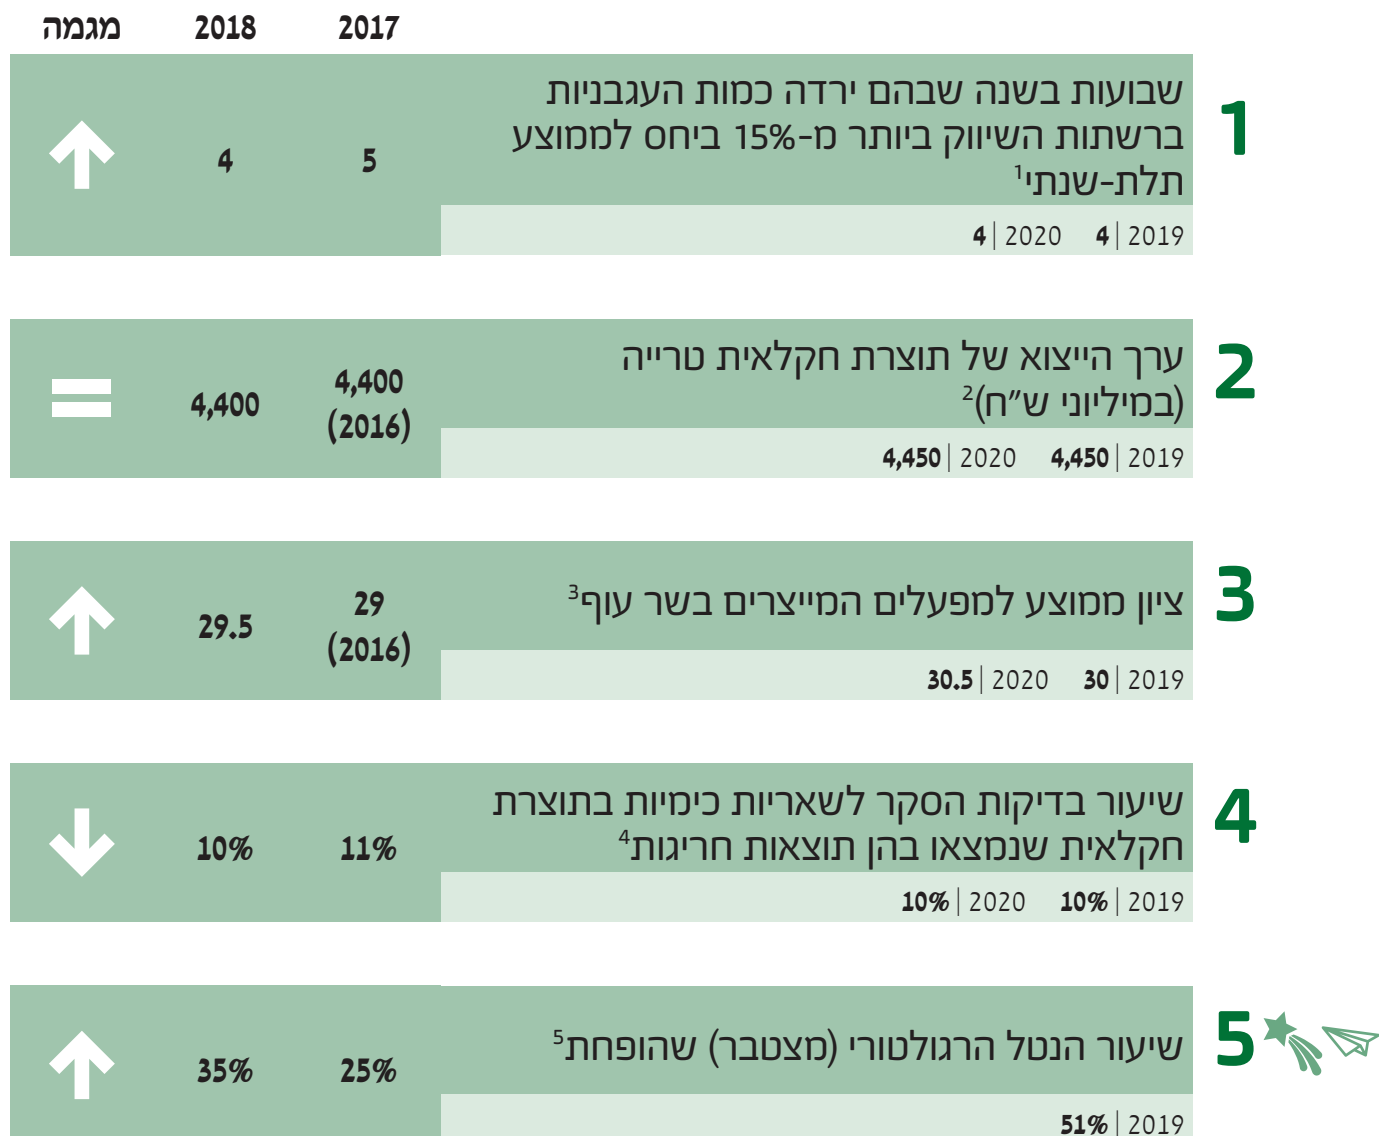 2017 2018 מגמה
1
שבועות בשנה שבהם ירדה כמות העגבניות
ברשתות השיווק ביותר מ-15% ביחס לממוצע
תלת-שנתי¹
5 4
2019 | 4 2020 | 4
2
ערך הייצוא של תוצרת חקלאית טרייה
(במיליוני ש״ח)²
4,400
(2016)
4,400
2019 | 4,450 2020 | 4,450
3
ציון ממוצע למפעלים המייצרים בשר עוף³
29
(2016)
29.5
2019 | 30 2020 | 30.5
4
שיעור בדיקות הסקר לשאריות כימיות בתוצרת
חקלאית שנמצאו בהן תוצאות חריגות⁴
11% 10%
2019 | 10% 2020 | 10%
5
שיעור הנטל הרגולטורי (מצטבר) שהופחת⁵
25% 35%
2019 | 51%